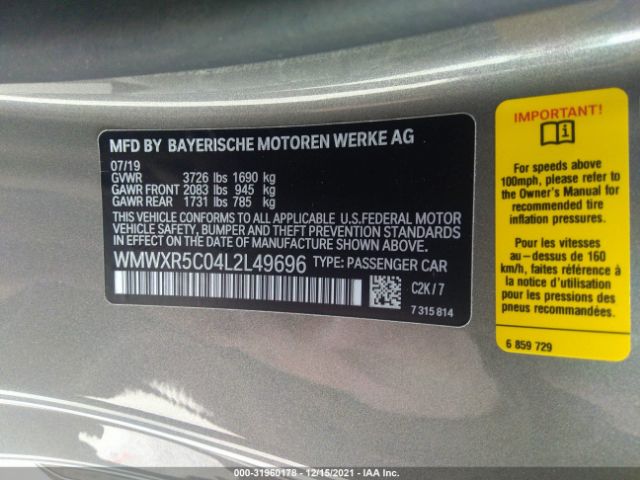 MFD BY BAYERISCHE MOTOREN WERKE AG
07/19
GVWR 3726 lbs 1690 kg
GAWR FRONT 2083 lbs 945 kg
GAWR REAR 1731 lbs 785 kg
THIS VEHICLE CONFORMS TO ALL APPLICABLE U.S.FEDERAL MOTOR
VEHICLE SAFETY, BUMPER AND THEFT PREVENTION STANDARDS
IN EFFECT ON THE DATE OF MANUFACTURE SHOWN ABOVE.
WMWXR5C04L2L49696 TYPE: PASSENGER CAR
C2K / 7
7 315 814
IMPORTANT!
For speeds above
100mph, please refer to
the Owner's Manual for
recommended tire
inflation pressures.
Pour les vitesses
au-dessus de 160
km/h, référer à
la notice d'utilisation
pour les pressions des
pneus recommandées.
6 859 729
000-31960178 - 12/15/2021 - IAA Inc.